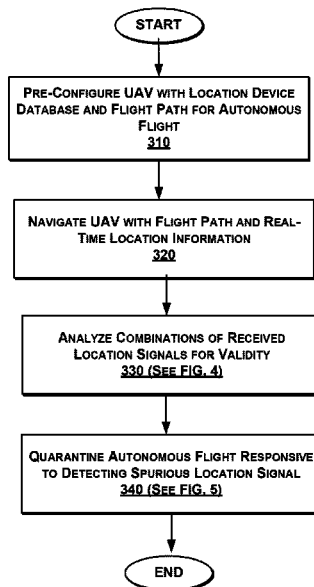 START
PRE-CONFIGURE UAV WITH LOCATION DEVICE
DATABASE AND FLIGHT PATH FOR AUTONOMOUS
FLIGHT
310
NAVIGATE UAV WITH FLIGHT PATH AND REAL-
TIME LOCATION INFORMATION
320
ANALYZE COMBINATIONS OF RECEIVED
LOCATION SIGNALS FOR VALIDITY
330 (SEE FIG. 4)
QUARANTINE AUTONOMOUS FLIGHT RESPONSIVE
TO DETECTING SPURIOUS LOCATION SIGNAL
340 (SEE FIG. 5)
END